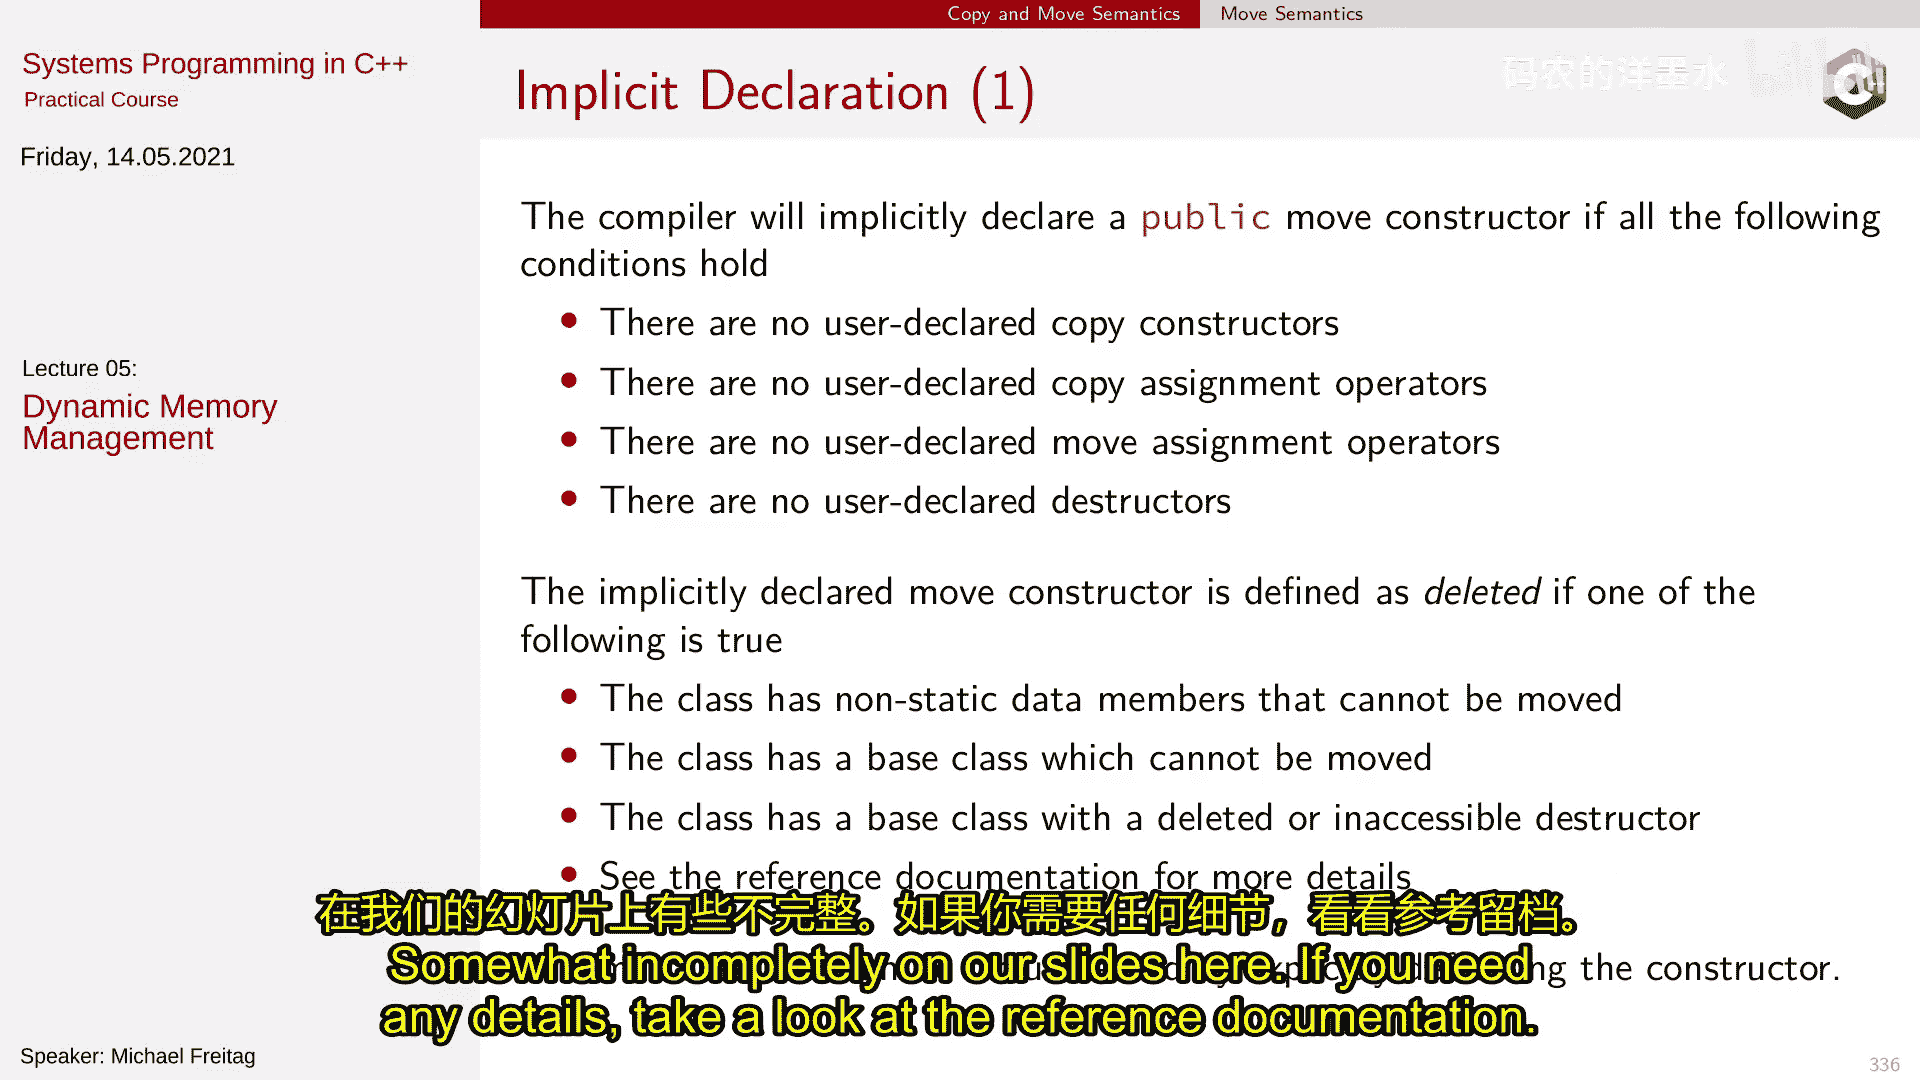 Copy and Move Semantics
Move Semantics
Systems Programming in C++
Practical Course
Friday, 14.05.2021
Implicit Declaration (1)
码农的洋墨水
The compiler will implicitly declare a public move constructor if all the following
conditions hold
• There are no user-declared copy constructors
• There are no user-declared copy assignment operators
• There are no user-declared move assignment operators
• There are no user-declared destructors
Lecture 05:
Dynamic Memory
Management
The implicitly declared move constructor is defined as deleted if one of the
following is true
• The class has non-static data members that cannot be moved
• The class has a base class which cannot be moved
• The class has a base class with a deleted or inaccessible destructor
• See the reference documentation for more details
the constructor.
在我们的幻灯片上有些不完整。如果你需要任何细节，看看参考留档。
Somewhat incompletely on our slides here. If you need
any details, take a look at the reference documentation.
Speaker: Michael Freitag
336